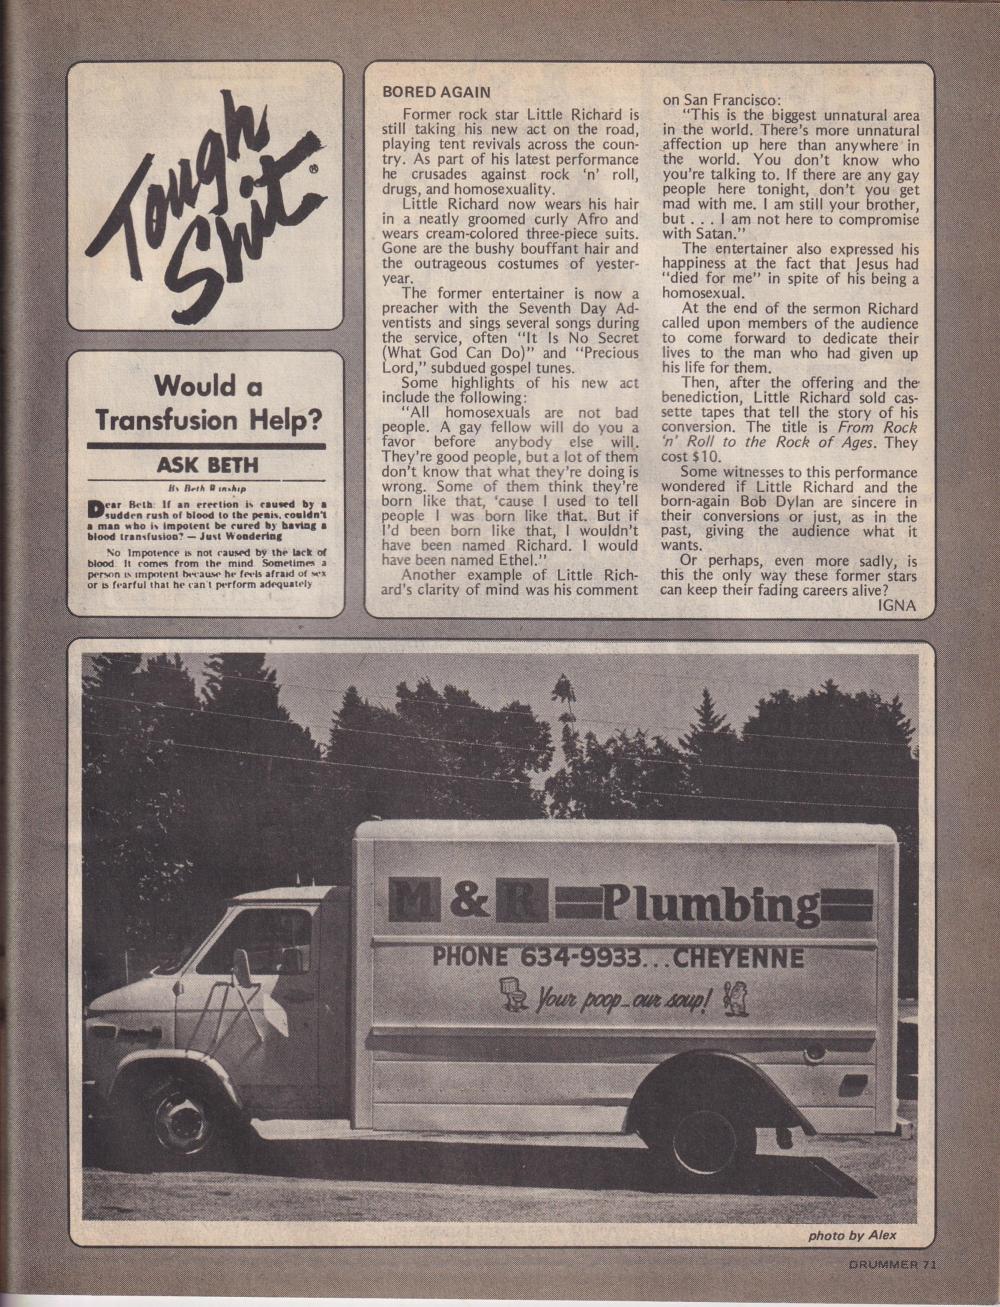 Tough
Shit®
Would a
Transfusion Help?
ASK BETH
By Beth Winship
Dear Beth: If an erection is caused by a
sudden rush of blood to the penis, couldn't
a man who is impotent be cured by having a
blood transfusion? — Just Wondering
No Impotence is not caused by the lack of
blood. It comes from the mind. Sometimes a
person is impotent because he feels afraid of sex
or is fearful that he can't perform adequately
BORED AGAIN
Former rock star Little Richard is
still taking his new act on the road,
playing tent revivals across the coun-
try. As part of his latest performance
he crusades against rock 'n' roll,
drugs, and homosexuality.
Little Richard now wears his hair
in a neatly groomed curly Afro and
wears cream-colored three-piece suits.
Gone are the bushy bouffant hair and
the outrageous costumes of yester-
year.
The former entertainer is now a
preacher with the Seventh Day Ad-
ventists and sings several songs during
the service, often "It Is No Secret
(What God Can Do)" and "Precious
Lord," subdued gospel tunes.
Some highlights of his new act
include the following:
"All homosexuals are not bad
people. A gay fellow will do you a
favor before anybody else will.
They're good people, but a lot of them
don't know that what they're doing is
wrong. Some of them think they're
born like that, 'cause I used to tell
people I was born like that. But if
I'd been born like that, I wouldn't
have been named Richard. I would
have been named Ethel."
Another example of Little Rich-
ard's clarity of mind was his comment
on San Francisco:
"This is the biggest unnatural area
in the world. There's more unnatural
affection up here than anywhere in
the world. You don't know who
you're talking to. If there are any gay
people here tonight, don't you get
mad with me. I am still your brother,
but . . . I am not here to compromise
with Satan."
The entertainer also expressed his
happiness at the fact that Jesus had
"died for me" in spite of his being a
homosexual.
At the end of the sermon Richard
called upon members of the audience
to come forward to dedicate their
lives to the man who had given up
his life for them.
Then, after the offering and the
benediction, Little Richard sold cas-
sette tapes that tell the story of his
conversion. The title is From Rock
'n' Roll to the Rock of Ages. They
cost $10.
Some witnesses to this performance
wondered if Little Richard and the
born-again Bob Dylan are sincere in
their conversions or just, as in the
past, giving the audience what it
wants.
Or perhaps, even more sadly, is
this the only way these former stars
can keep their fading careers alive?
IGNA
M & R Plumbing
PHONE 634-9933...CHEYENNE
Your poop—our soup!
photo by Alex
DRUMMER 71